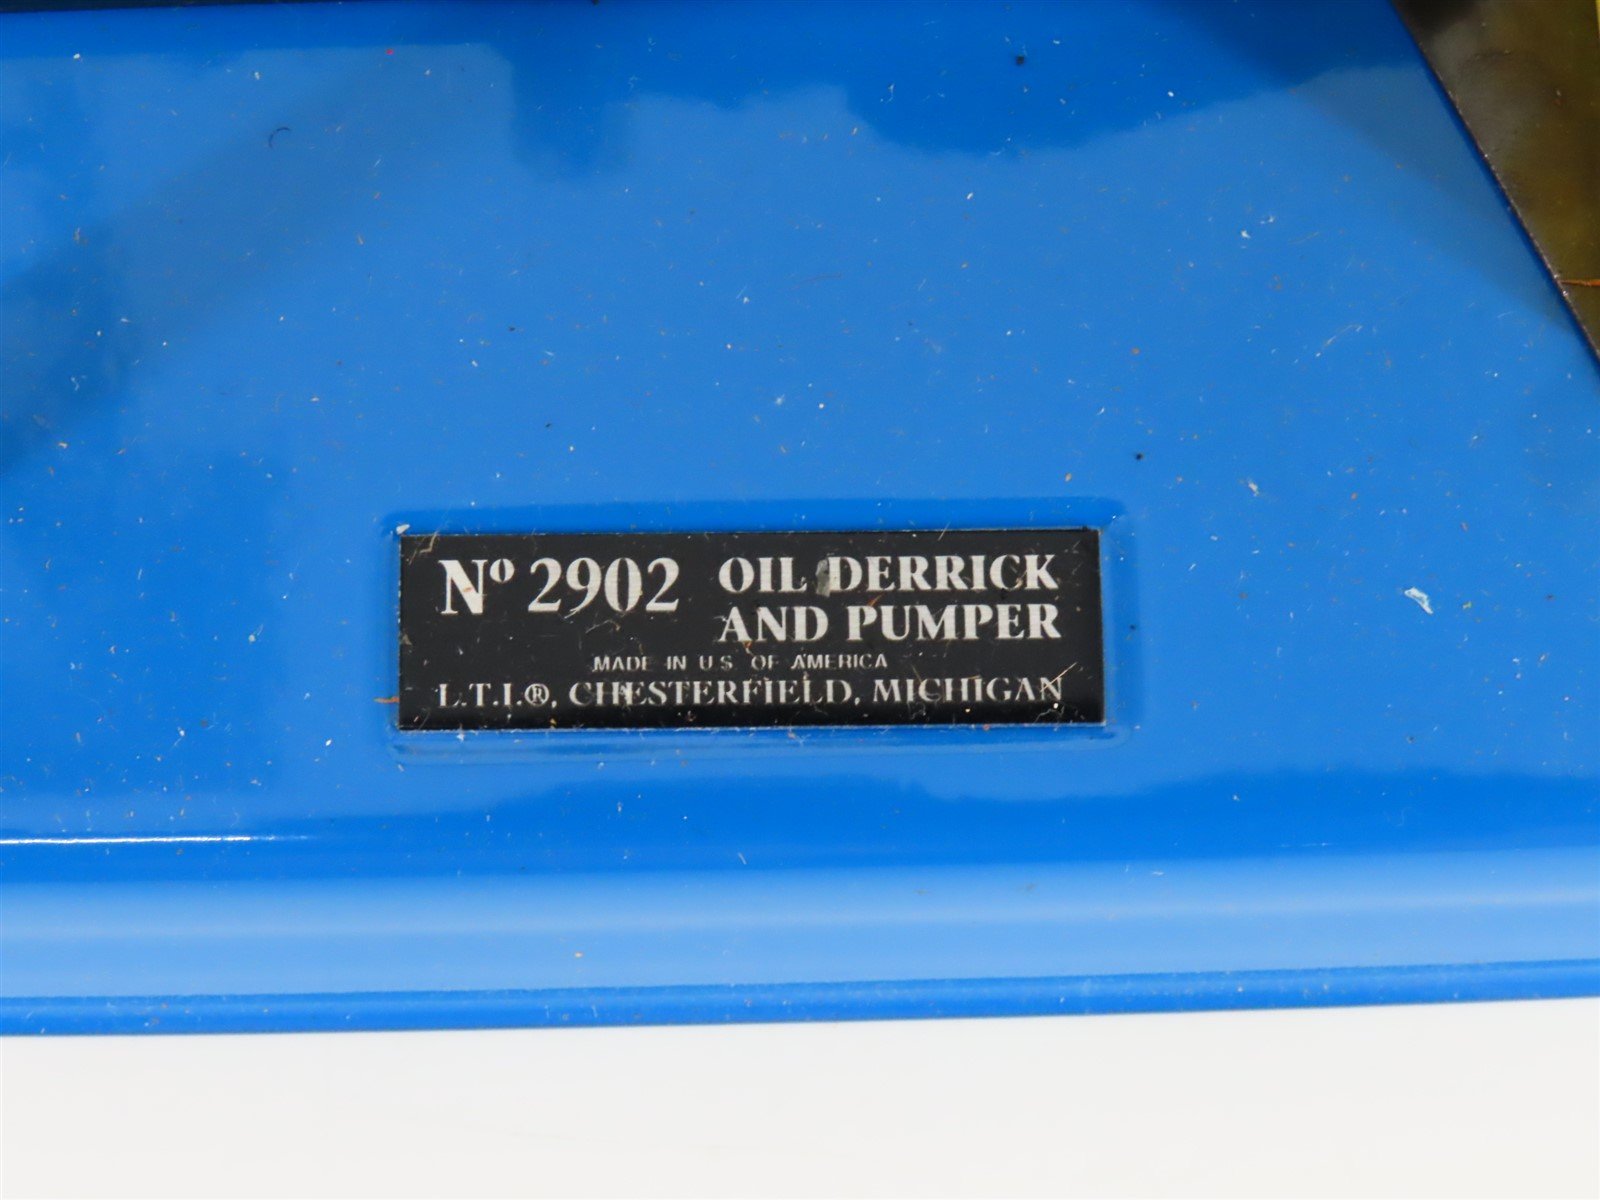 Nº 2902 OIL DERRICK
AND PUMPER
MADE IN U.S. OF AMERICA
L.T.I.®, CHESTERFIELD, MICHIGAN